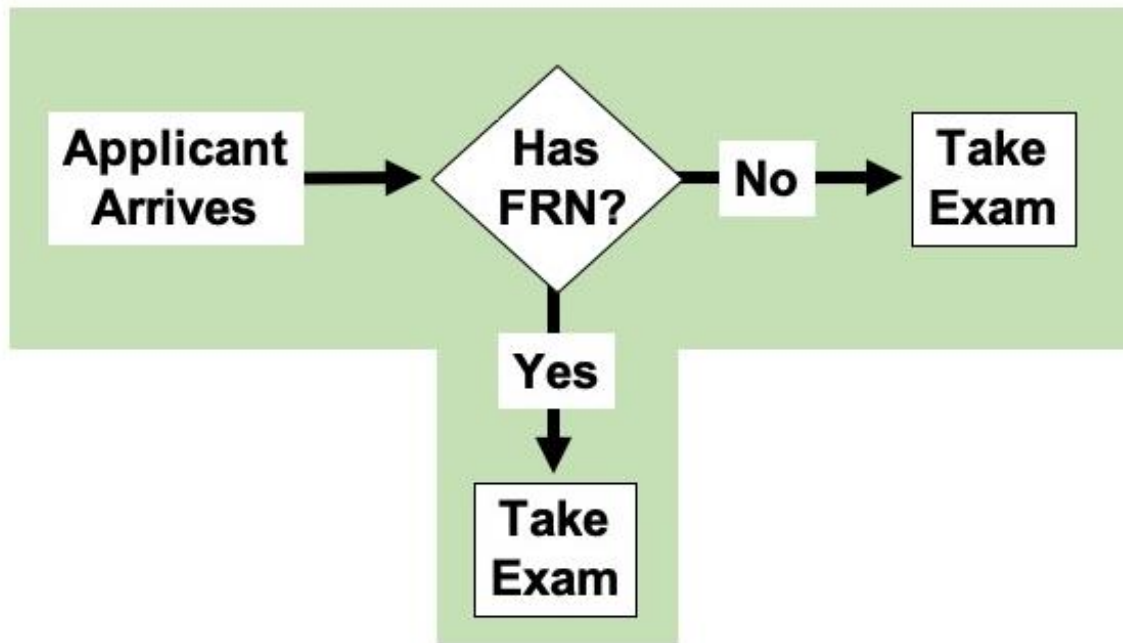 Applicant
Arrives
Has
FRN?
No
Take
Exam
Yes
Take
Exam